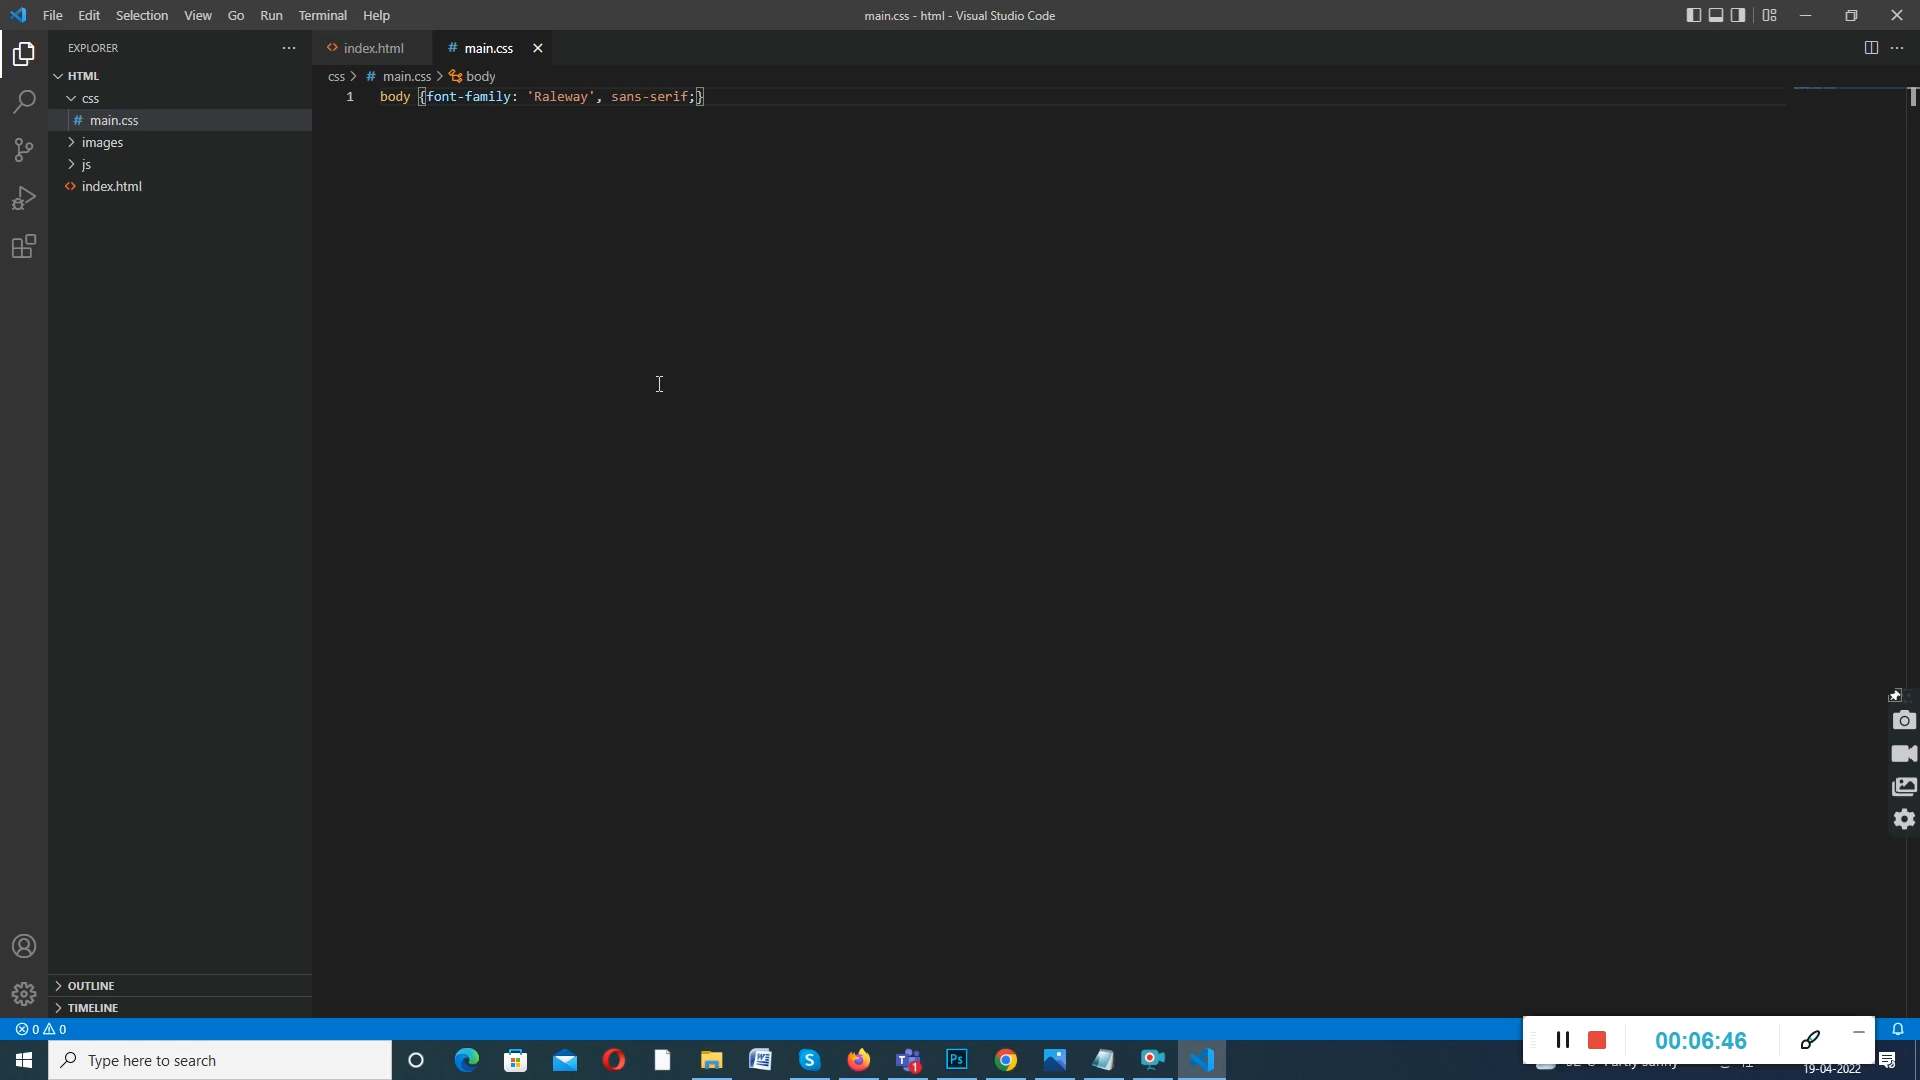 File Edit Selection View Go Run Terminal Help
main.css - html - Visual Studio Code
EXPLORER
index.html
# main.css
HTML
css
# main.css
images
js
index.html
css > # main.css > body
1 body {font-family: 'Raleway', sans-serif;}
OUTLINE
TIMELINE
0 0
00:06:46
Type here to search
1
19-04-2022